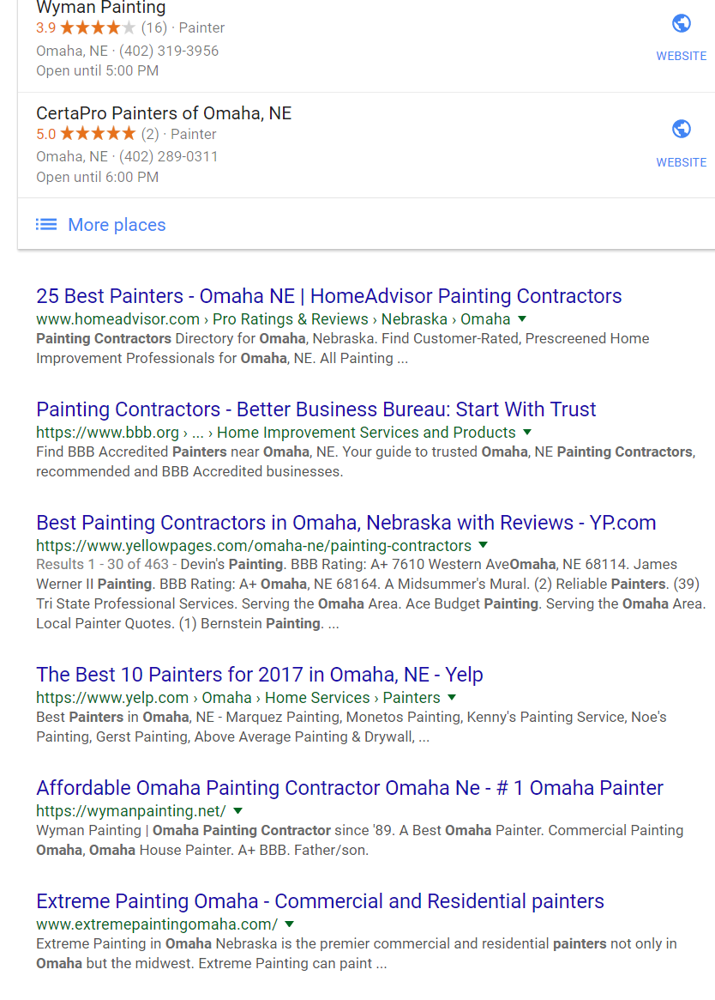 Wyman Painting
3.9 ★★★★★ (16) · Painter
Omaha, NE · (402) 319-3956
WEBSITE
Open until 5:00 PM
CertaPro Painters of Omaha, NE
5.0 ★★★★★ (2) · Painter
Omaha, NE · (402) 289-0311
WEBSITE
Open until 6:00 PM
More places
25 Best Painters - Omaha NE | HomeAdvisor Painting Contractors
www.homeadvisor.com › Pro Ratings & Reviews › Nebraska › Omaha ▼
Painting Contractors Directory for Omaha, Nebraska. Find Customer-Rated, Prescreened Home
Improvement Professionals for Omaha, NE. All Painting ...
Painting Contractors - Better Business Bureau: Start With Trust
https://www.bbb.org › ... › Home Improvement Services and Products ▼
Find BBB Accredited Painters near Omaha, NE. Your guide to trusted Omaha, NE Painting Contractors,
recommended and BBB Accredited businesses.
Best Painting Contractors in Omaha, Nebraska with Reviews - YP.com
https://www.yellowpages.com/omaha-ne/painting-contractors ▼
Results 1 - 30 of 463 - Devin's Painting. BBB Rating: A+ 7610 Western AveOmaha, NE 68114. James
Werner II Painting. BBB Rating: A+ Omaha, NE 68164. A Midsummer's Mural. (2) Reliable Painters. (39)
Tri State Professional Services. Serving the Omaha Area. Ace Budget Painting. Serving the Omaha Area.
Local Painter Quotes. (1) Bernstein Painting. ...
The Best 10 Painters for 2017 in Omaha, NE - Yelp
https://www.yelp.com › Omaha › Home Services › Painters ▼
Best Painters in Omaha, NE - Marquez Painting, Monetos Painting, Kenny's Painting Service, Noe's
Painting, Gerst Painting, Above Average Painting & Drywall, ...
Affordable Omaha Painting Contractor Omaha Ne - # 1 Omaha Painter
https://wymanpainting.net/ ▼
Wyman Painting | Omaha Painting Contractor since '89. A Best Omaha Painter. Commercial Painting
Omaha, Omaha House Painter. A+ BBB. Father/son.
Extreme Painting Omaha - Commercial and Residential painters
www.extremepaintingomaha.com/ ▼
Extreme Painting in Omaha Nebraska is the premier commercial and residential painters not only in
Omaha but the midwest. Extreme Painting can paint ...